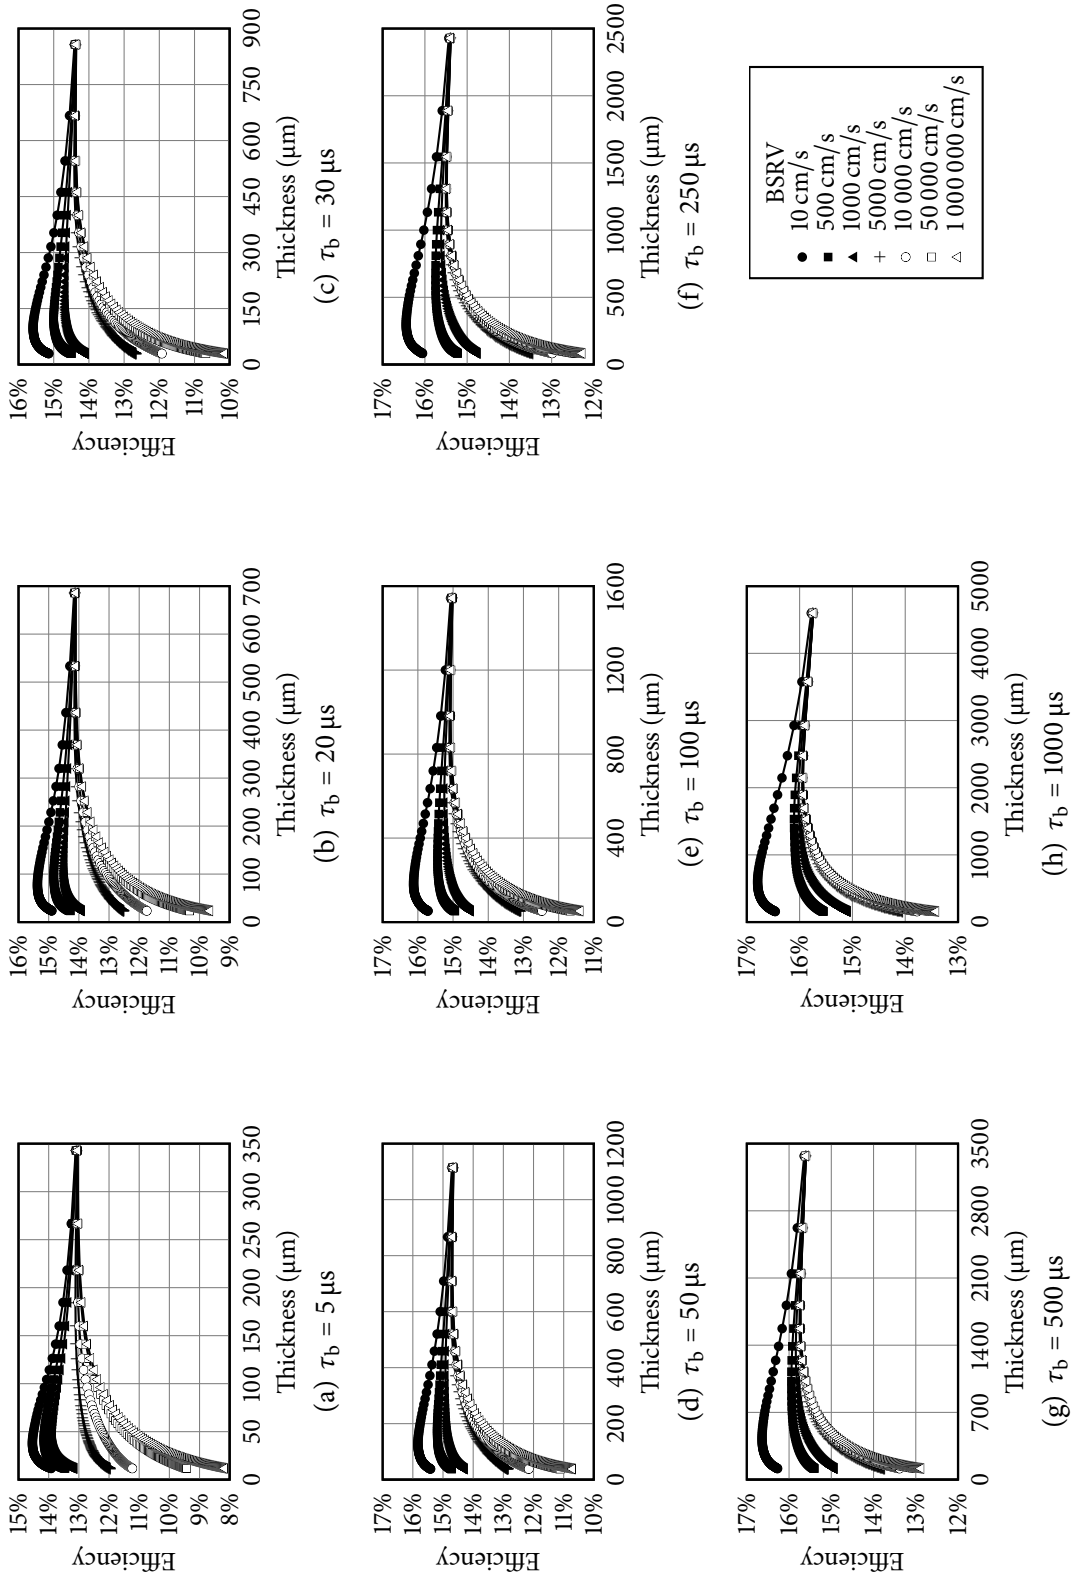 16%
15%
14%
13%
12%
11%
10%
Efficiency
0 150 300 450 600 750 900
Thickness (μm)
(c) τb = 30 μs
17%
16%
15%
14%
13%
12%
Efficiency
0 500 1000 1500 2000 2500
Thickness (μm)
(f) τb = 250 μs
BSRV
10 cm/s
500 cm/s
1000 cm/s
5000 cm/s
10 000 cm/s
50 000 cm/s
1 000 000 cm/s
16%
15%
14%
13%
12%
11%
10%
9%
Efficiency
0 100 200 300 400 500 600 700
Thickness (μm)
(b) τb = 20 μs
17%
16%
15%
14%
13%
12%
11%
Efficiency
0 400 800 1200 1600
Thickness (μm)
(e) τb = 100 μs
17%
16%
15%
14%
13%
Efficiency
0 1000 2000 3000 4000 5000
Thickness (μm)
(h) τb = 1000 μs
15%
14%
13%
12%
11%
10%
9%
8%
Efficiency
0 50 100 150 200 250 300 350
Thickness (μm)
(a) τb = 5 μs
17%
16%
15%
14%
13%
12%
11%
10%
Efficiency
0 200 400 600 800 1000 1200
Thickness (μm)
(d) τb = 50 μs
17%
16%
15%
14%
13%
12%
Efficiency
0 700 1400 2100 2800 3500
Thickness (μm)
(g) τb = 500 μs